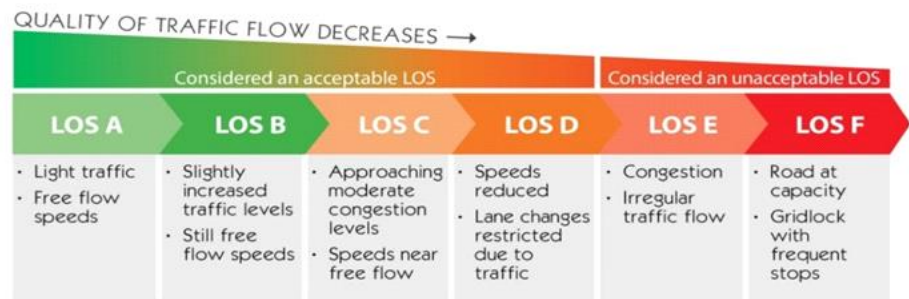 QUALITY OF TRAFFIC FLOW DECREASES →
Considered an acceptable LOS
Considered an unacceptable LOS
LOS A
LOS B
LOS C
LOS D
LOS E
LOS F
• Light traffic
• Free flow
speeds
• Slightly
increased
traffic levels
• Still free
flow speeds
• Approaching
moderate
congestion
levels
• Speeds near
free flow
• Speeds
reduced
• Lane changes
restricted
due to
traffic
• Congestion
• Irregular
traffic flow
• Road at
capacity
• Gridlock
with
frequent
stops